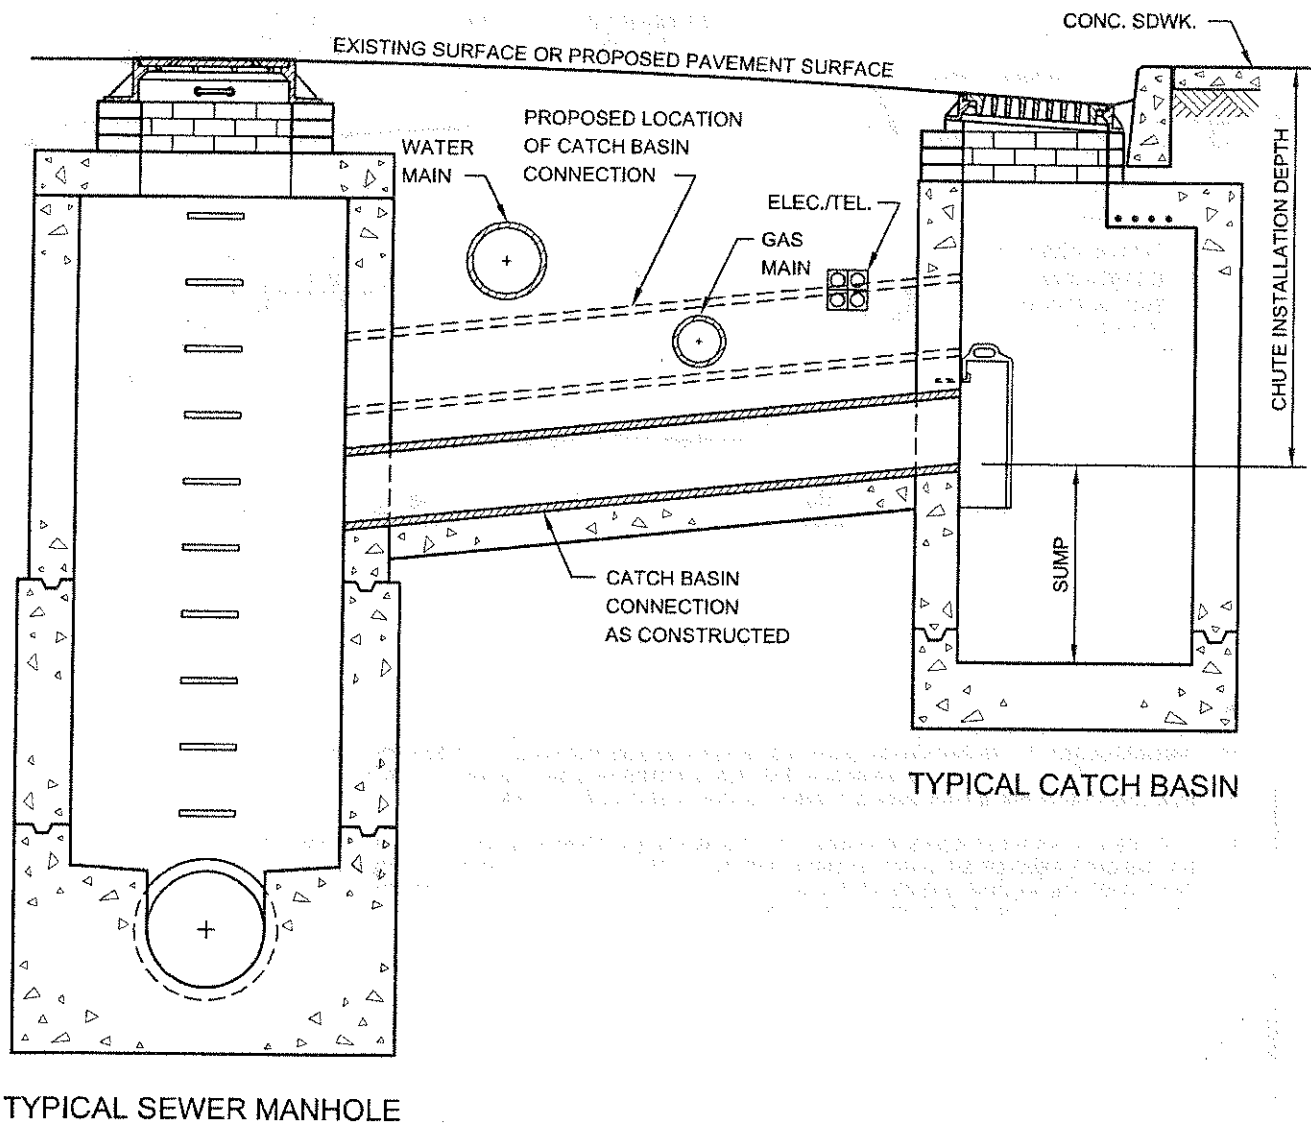 CONC. SDWK.
EXISTING SURFACE OR PROPOSED PAVEMENT SURFACE
PROPOSED LOCATION
OF CATCH BASIN
CONNECTION
WATER
MAIN
ELEC./TEL.
GAS
MAIN
CHUTE INSTALLATION DEPTH
SUMP
CATCH BASIN
CONNECTION
AS CONSTRUCTED
TYPICAL CATCH BASIN
TYPICAL SEWER MANHOLE